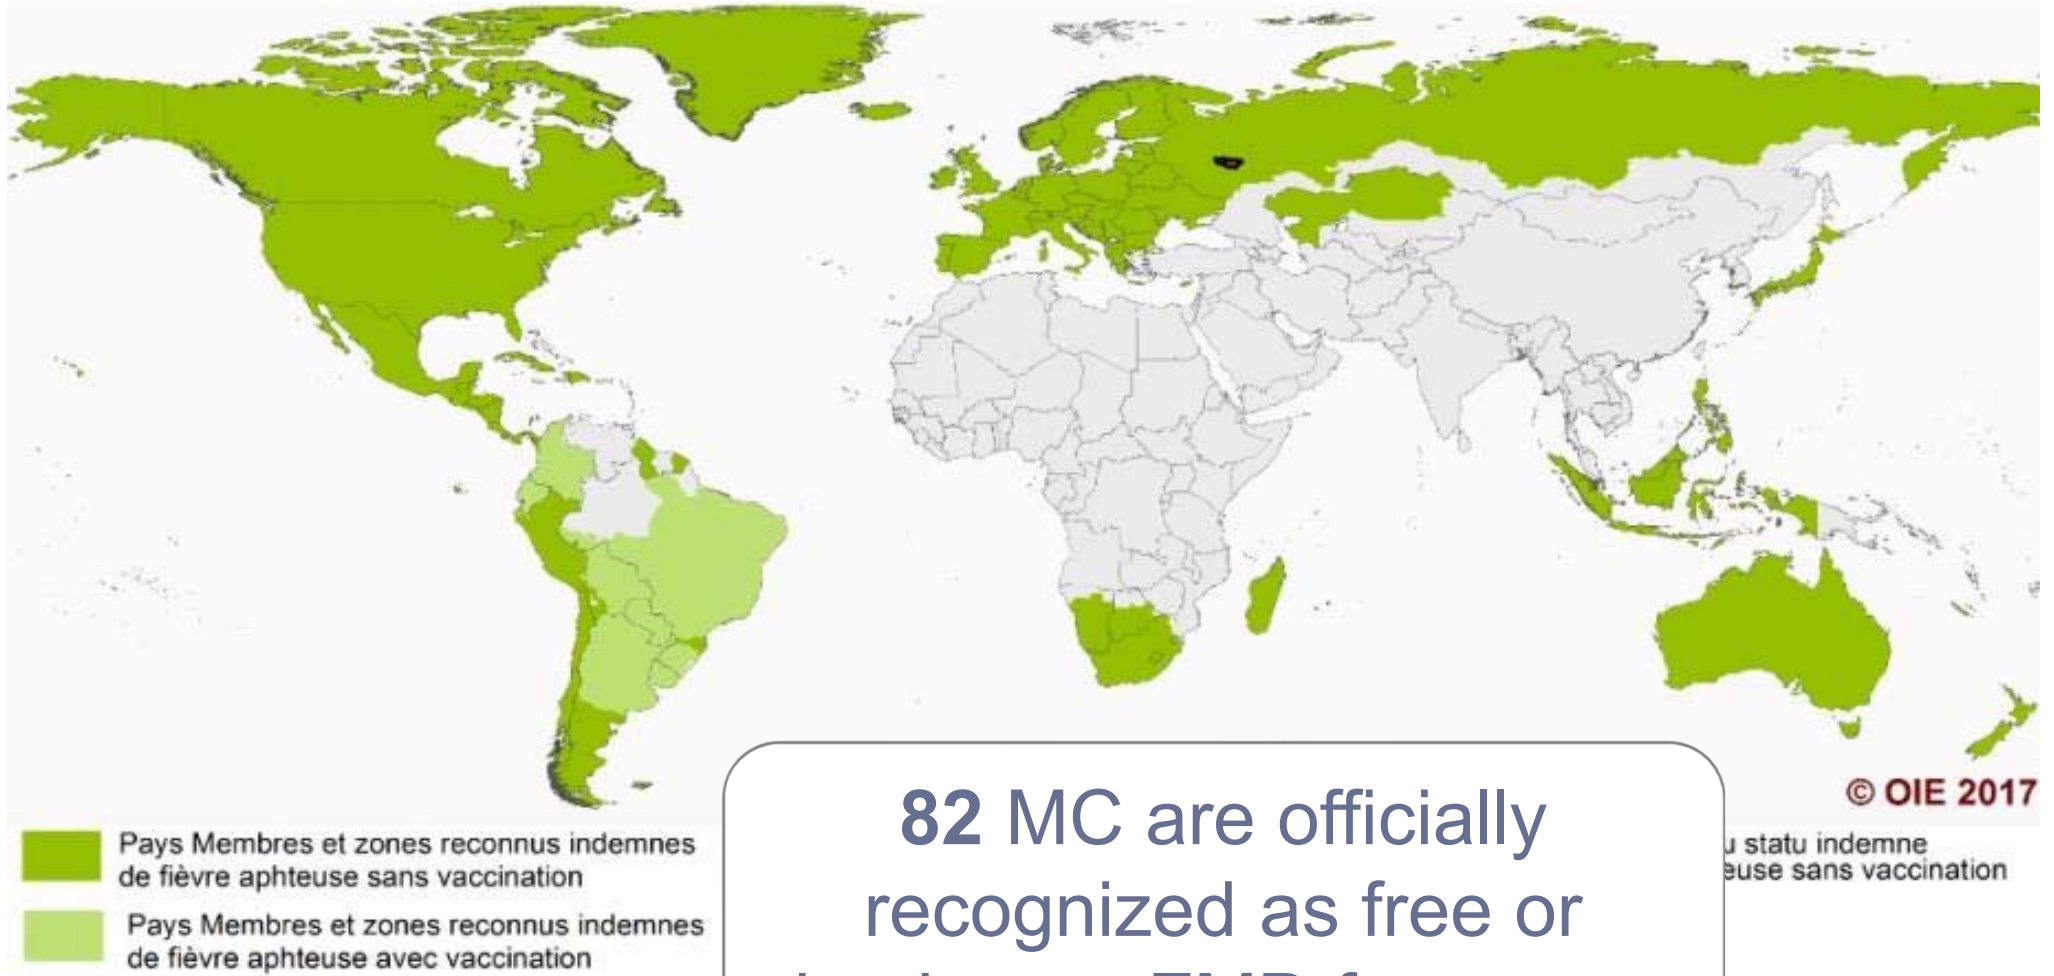 © OIE 2017
Pays Membres et zones reconnus indemnes
de fièvre aphteuse sans vaccination
Pays Membres et zones reconnus indemnes
de fièvre aphteuse avec vaccination
82 MC are officially
recognized as free or
statu indemne
sans vaccination